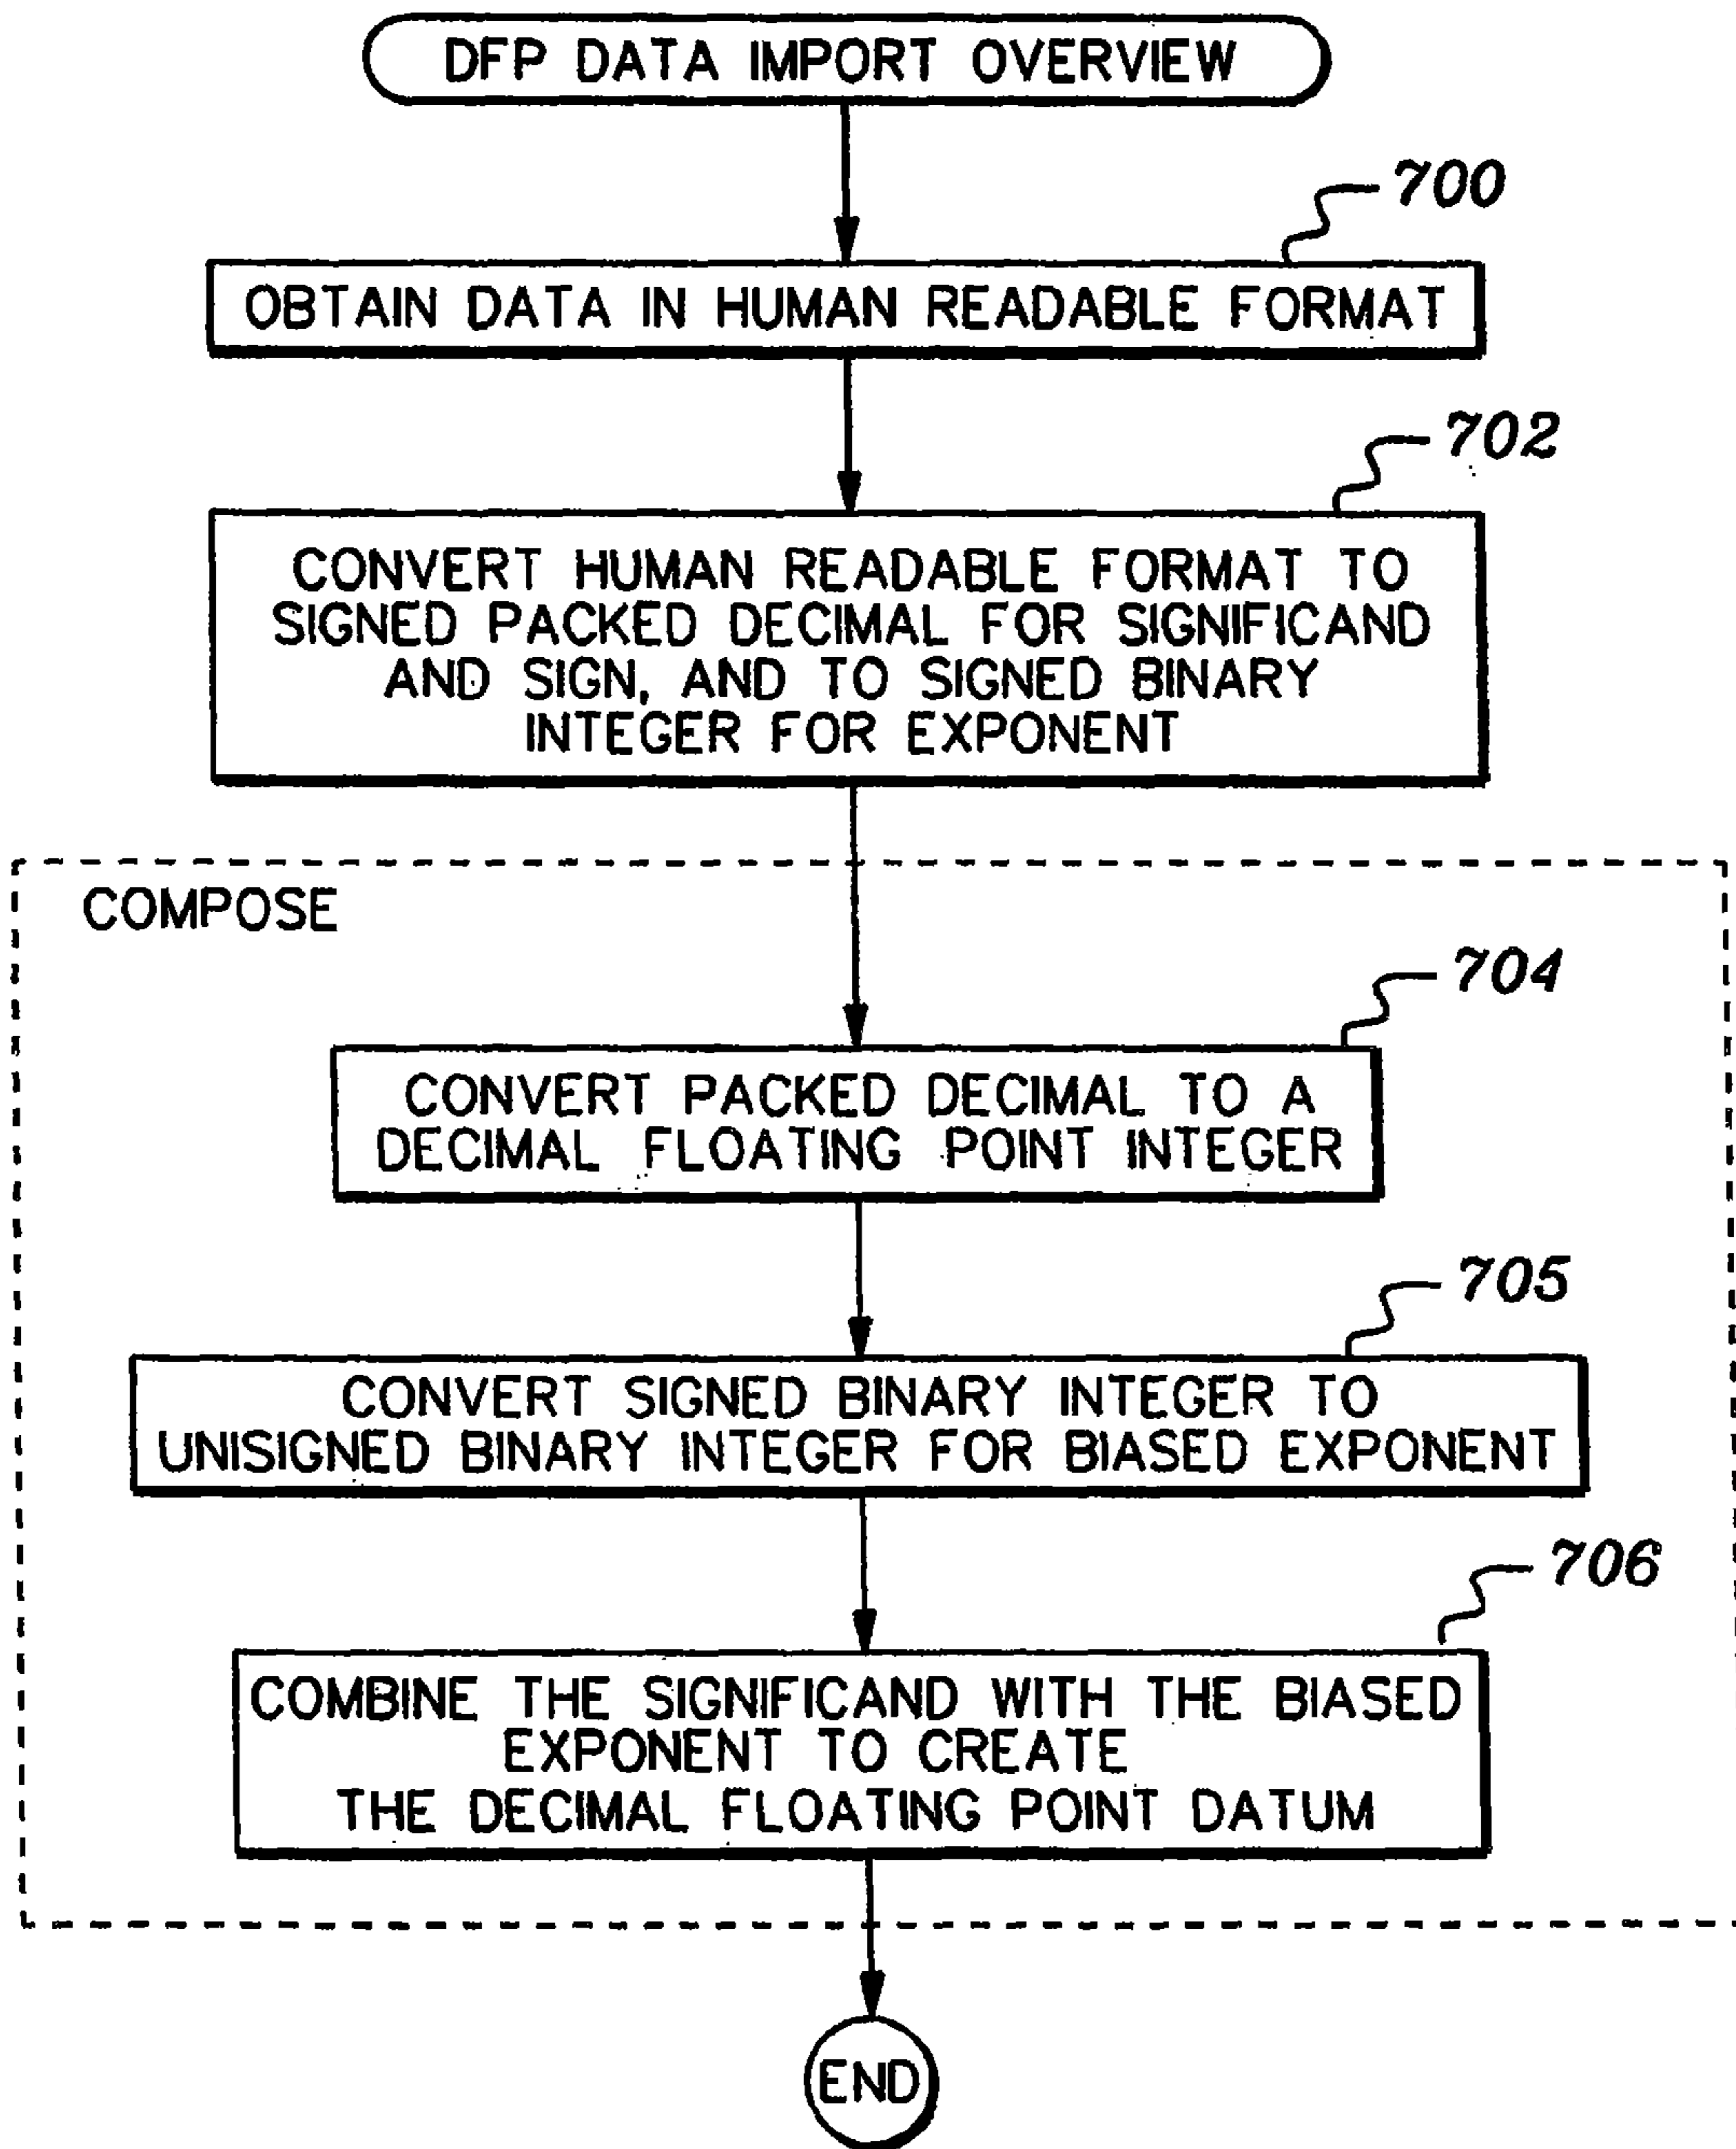 DFP DATA IMPORT OVERVIEW
700
OBTAIN DATA IN HUMAN READABLE FORMAT
702
CONVERT HUMAN READABLE FORMAT TO
SIGNED PACKED DECIMAL FOR SIGNIFICAND
AND SIGN, AND TO SIGNED BINARY
INTEGER FOR EXPONENT
COMPOSE
704
CONVERT PACKED DECIMAL TO A
DECIMAL FLOATING POINT INTEGER
705
CONVERT SIGNED BINARY INTEGER TO
UNISIGNED BINARY INTEGER FOR BIASED EXPONENT
706
COMBINE THE SIGNIFICAND WITH THE BIASED
EXPONENT TO CREATE
THE DECIMAL FLOATING POINT DATUM
END